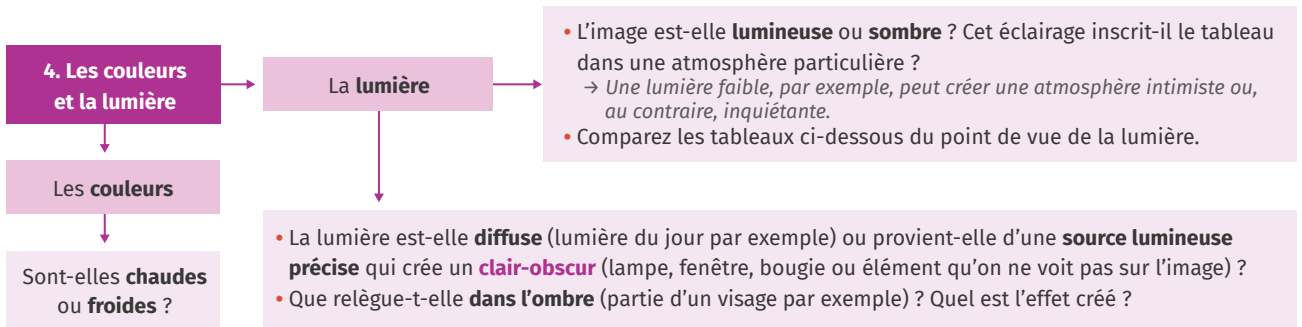 4. Les couleurs
et la lumière
La lumière
• L’image est-elle lumineuse ou sombre ? Cet éclairage inscrit-il le tableau
dans une atmosphère particulière ?
→ Une lumière faible, par exemple, peut créer une atmosphère intimiste ou,
au contraire, inquiétante.
• Comparez les tableaux ci-dessous du point de vue de la lumière.
Les couleurs
Sont-elles chaudes
ou froides ?
• La lumière est-elle diffuse (lumière du jour par exemple) ou provient-elle d’une source lumineuse
précise qui crée un clair-obscur (lampe, fenêtre, bougie ou élément qu’on ne voit pas sur l’image) ?
• Que relègue-t-elle dans l’ombre (partie d’un visage par exemple) ? Quel est l’effet créé ?